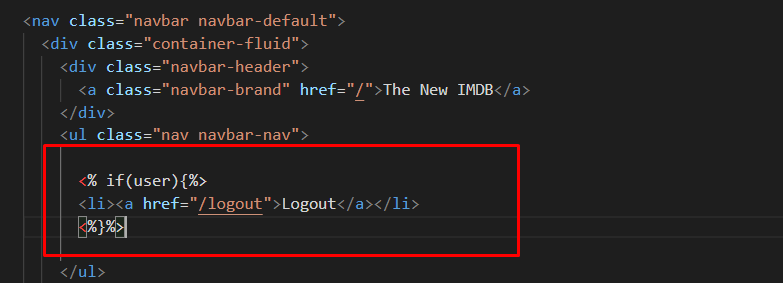 <nav class="navbar navbar-default">
<div class="container-fluid">
<div class="navbar-header">
<a class="navbar-brand" href="/">The New IMDB</a>
</div>
<ul class="nav navbar-nav">
<% if(user){%>
<li><a href="/logout">Logout</a></li>
<%}%>
</ul>